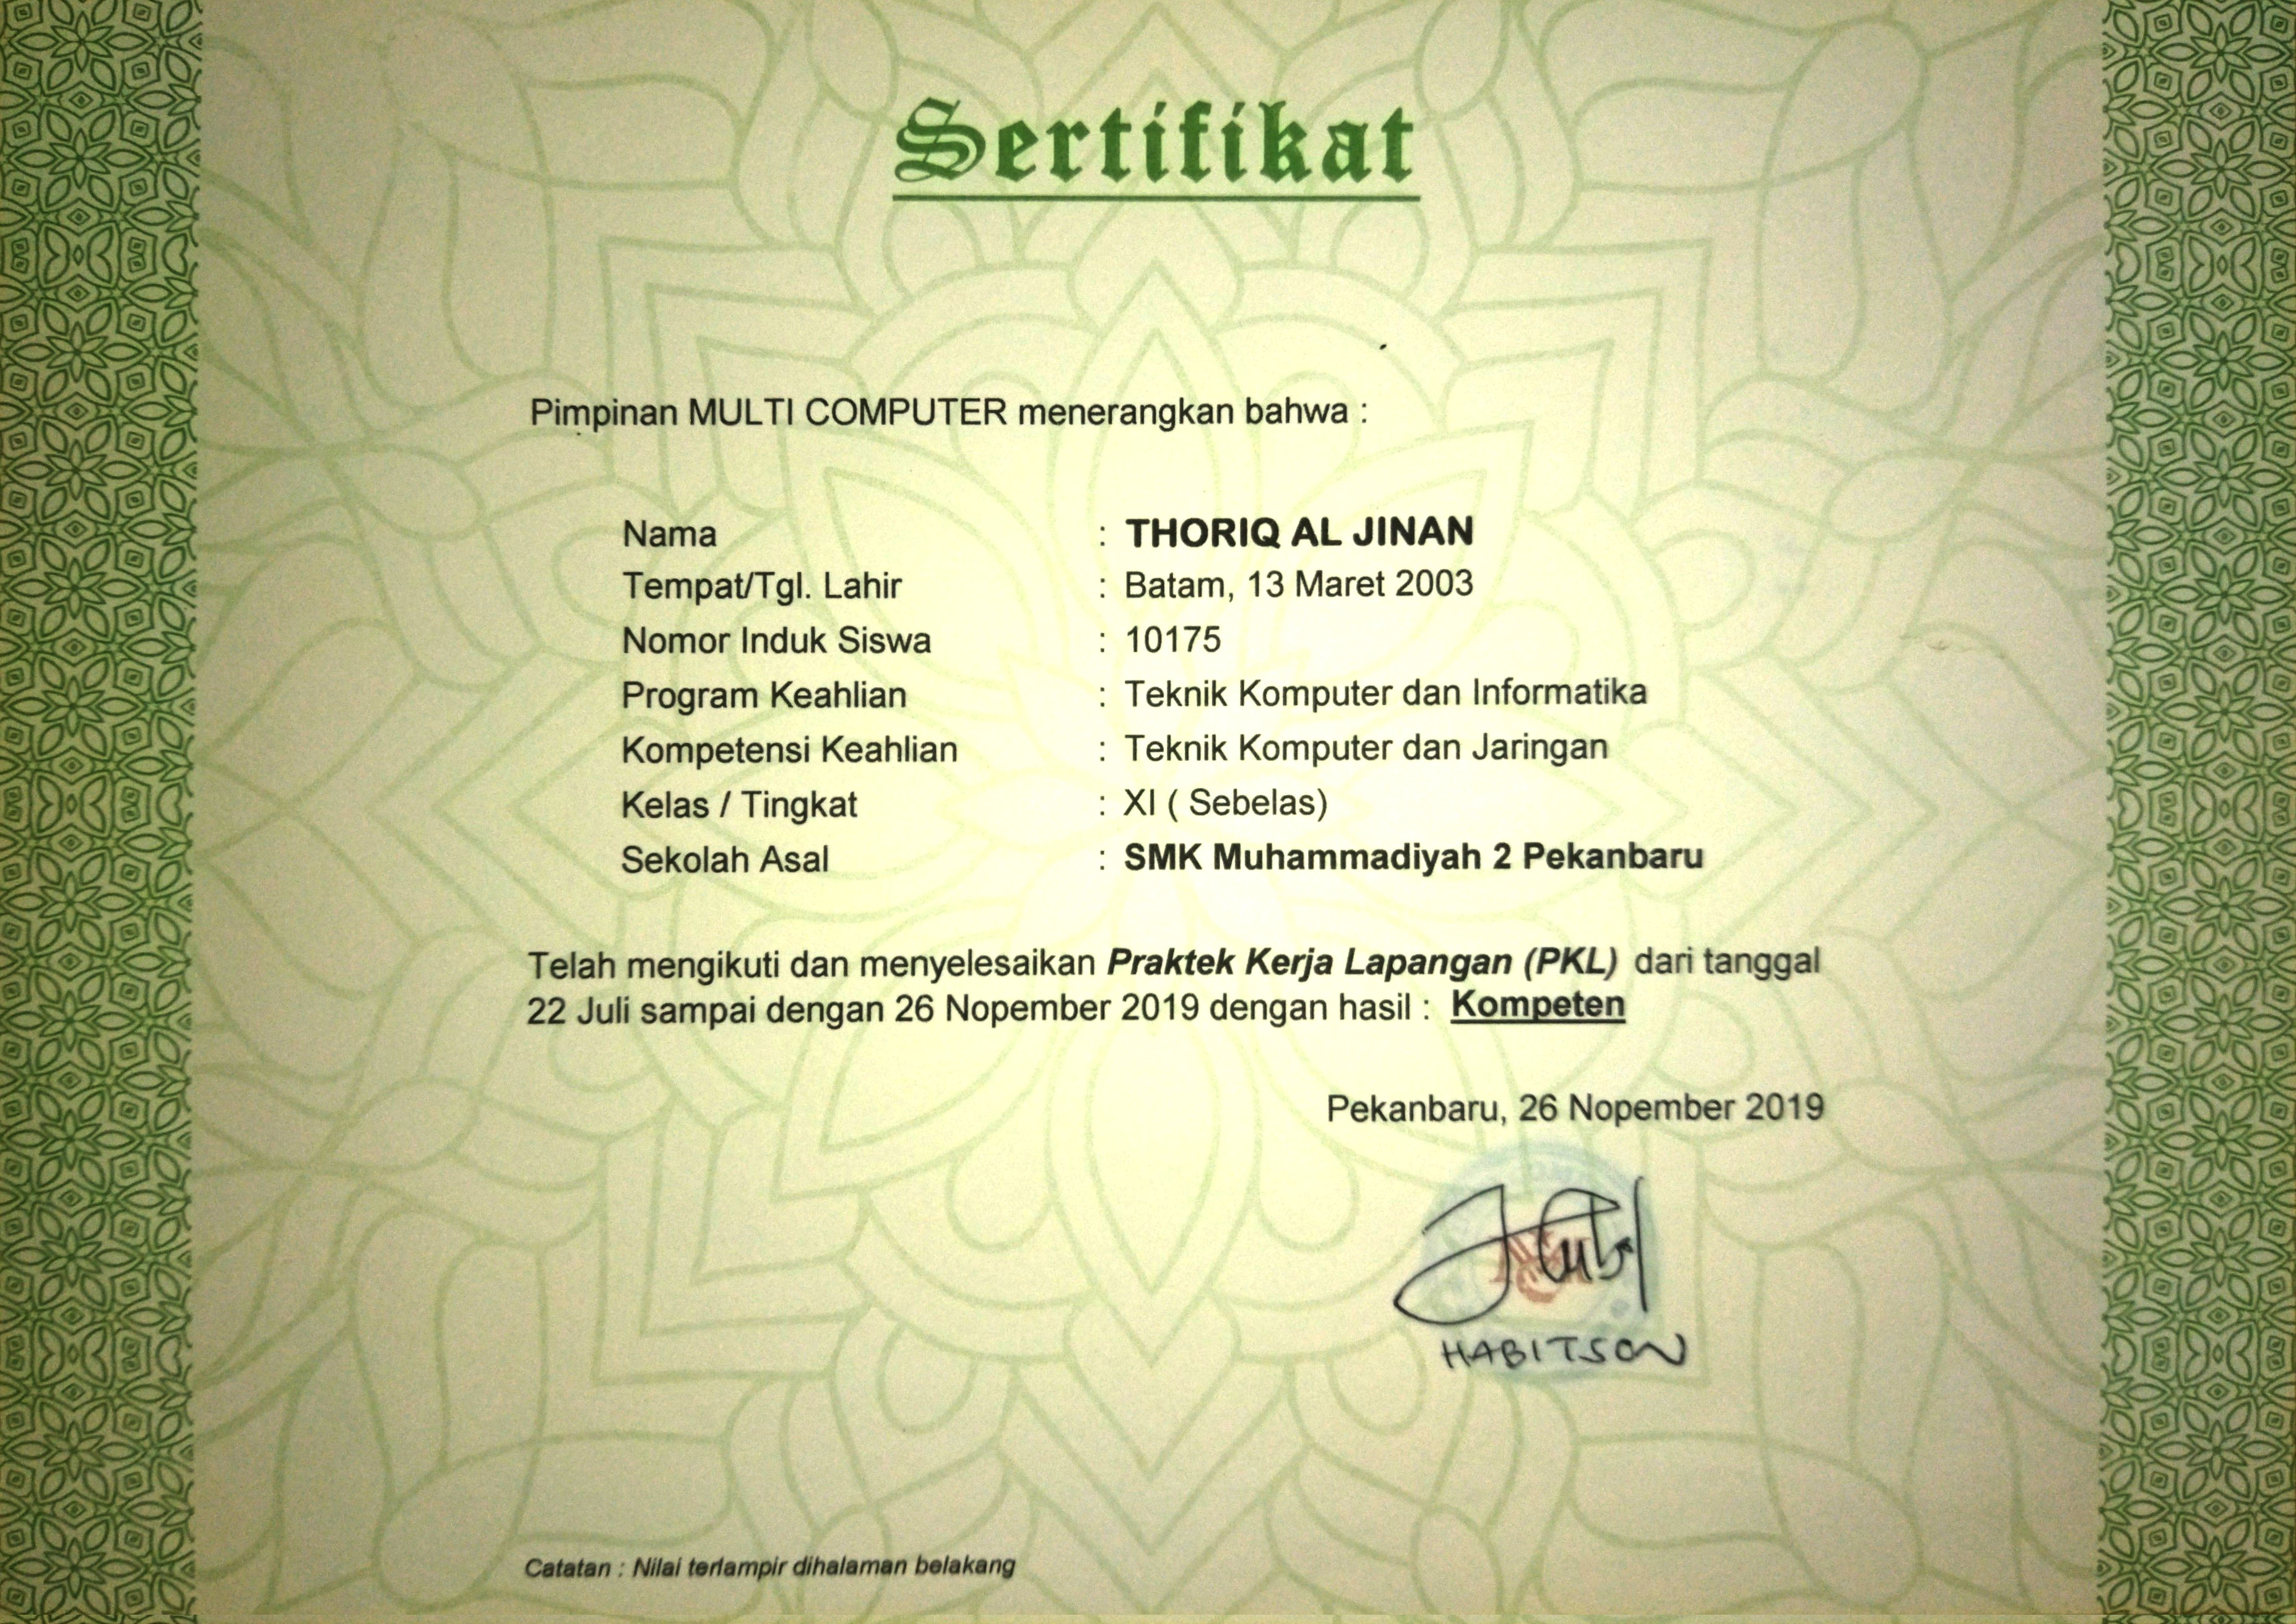 Sertifikat
Pimpinan MULTI COMPUTER menerangkan bahwa :
Nama : THORIQ AL JINAN
Tempat/Tgl. Lahir : Batam, 13 Maret 2003
Nomor Induk Siswa : 10175
Program Keahlian : Teknik Komputer dan Informatika
Kompetensi Keahlian : Teknik Komputer dan Jaringan
Kelas / Tingkat : XI ( Sebelas)
Sekolah Asal : SMK Muhammadiyah 2 Pekanbaru
Telah mengikuti dan menyelesaikan Praktek Kerja Lapangan (PKL) dari tanggal
22 Juli sampai dengan 26 Nopember 2019 dengan hasil : Kompeten
Pekanbaru, 26 Nopember 2019
HABITSON
Catatan : Nilai terlampir dihalaman belakang